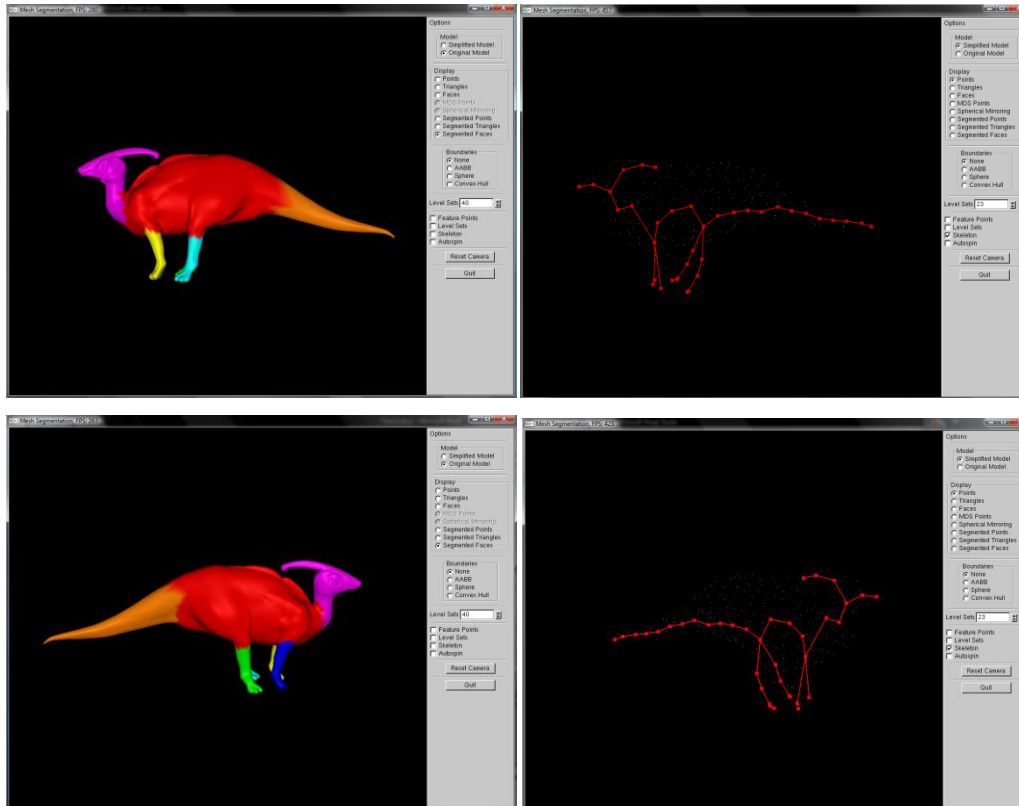 Mesh Segmentation, FPS:
Options
Model
Simplified Model
Original Model
Display
Points
Triangles
Faces
MDS Points
Spherical Mirroring
Segmented Points
Segmented Triangles
Segmented Faces
Boundaries
None
AABB
Sphere
Convex Hull
Level Sets 40
Feature Points
Level Sets
Skeleton
Autospin
Reset Camera
Quit
Mesh Segmentation, FPS: 457
Options
Model
Simplified Model
Original Model
Display
Points
Triangles
Faces
MDS Points
Spherical Mirroring
Segmented Points
Segmented Triangles
Segmented Faces
Boundaries
None
AABB
Sphere
Convex Hull
Level Sets 23
Feature Points
Level Sets
Skeleton
Autospin
Reset Camera
Quit
Mesh Segmentation, FPS:
Options
Model
Simplified Model
Original Model
Display
Points
Triangles
Faces
MDS Points
Spherical Mirroring
Segmented Points
Segmented Triangles
Segmented Faces
Boundaries
None
AABB
Sphere
Convex Hull
Level Sets 40
Feature Points
Level Sets
Skeleton
Autospin
Reset Camera
Quit
Mesh Segmentation, FPS: 423
Options
Model
Simplified Model
Original Model
Display
Points
Triangles
Faces
MDS Points
Spherical Mirroring
Segmented Points
Segmented Triangles
Segmented Faces
Boundaries
None
AABB
Sphere
Convex Hull
Level Sets 23
Feature Points
Level Sets
Skeleton
Autospin
Reset Camera
Quit